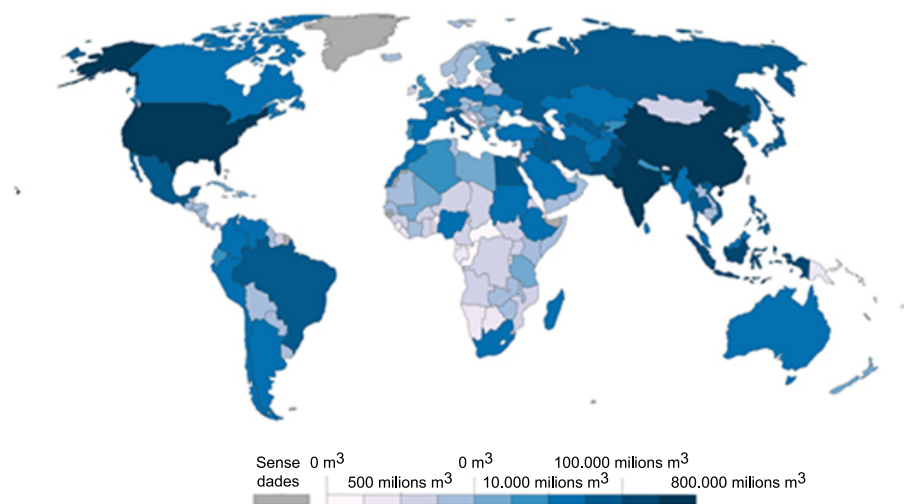 Sense dades
0 m³
0 m³
100.000 milions m³
500 milions m³
10.000 milions m³
800.000 milions m³